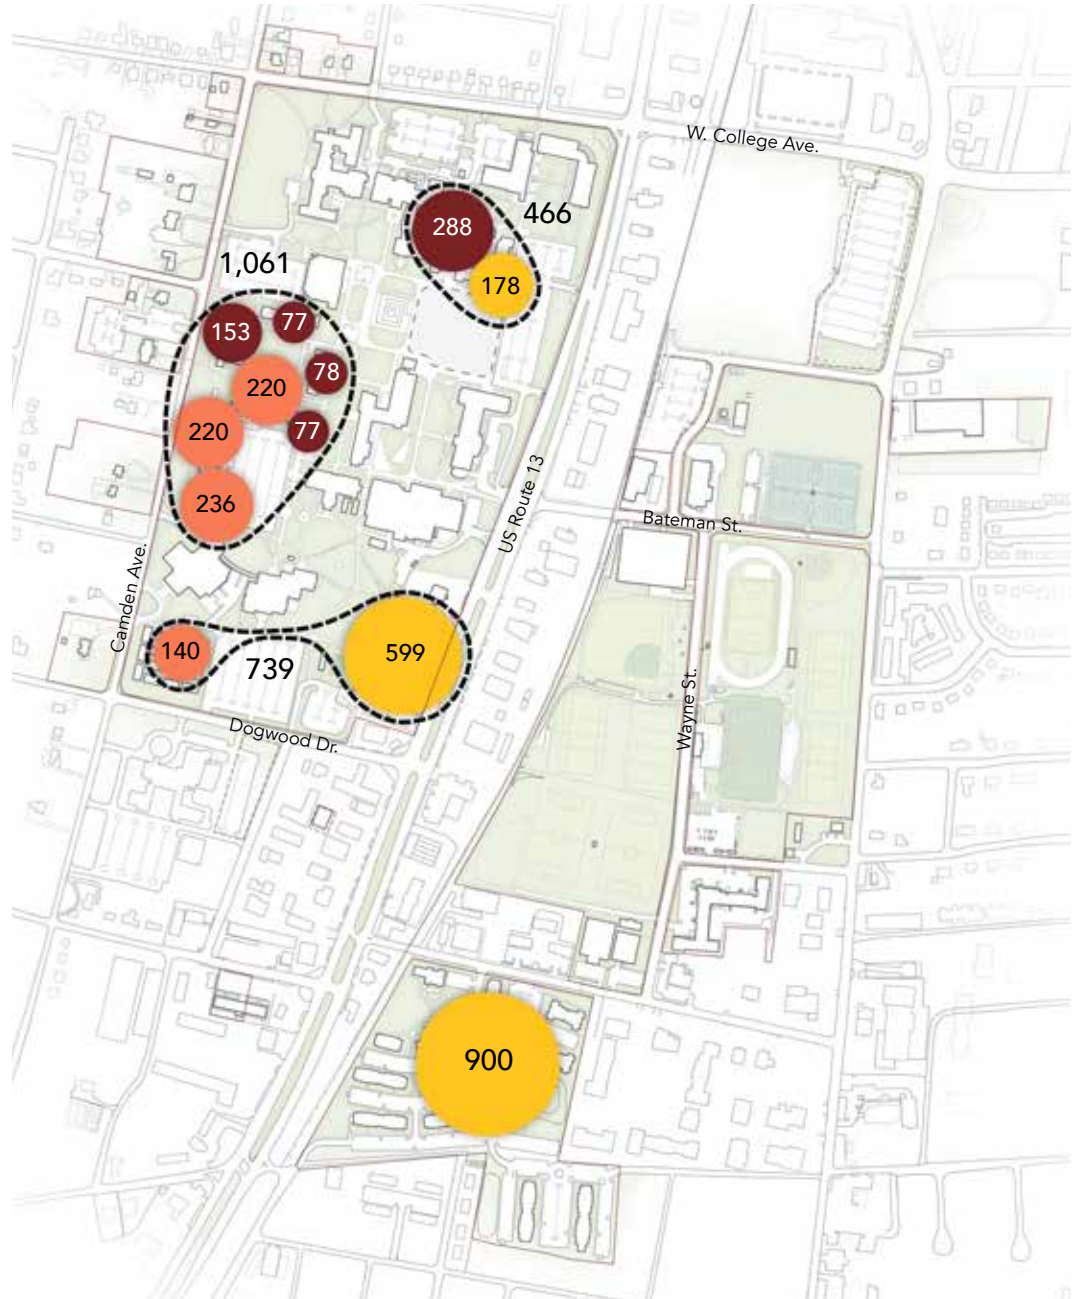 W. College Ave.
466
288
178
1,061
153
77
78
220
220
77
236
US Route 13
Bateman St.
Camden Ave.
140
739
599
Wayne St.
Dogwood Dr.
900